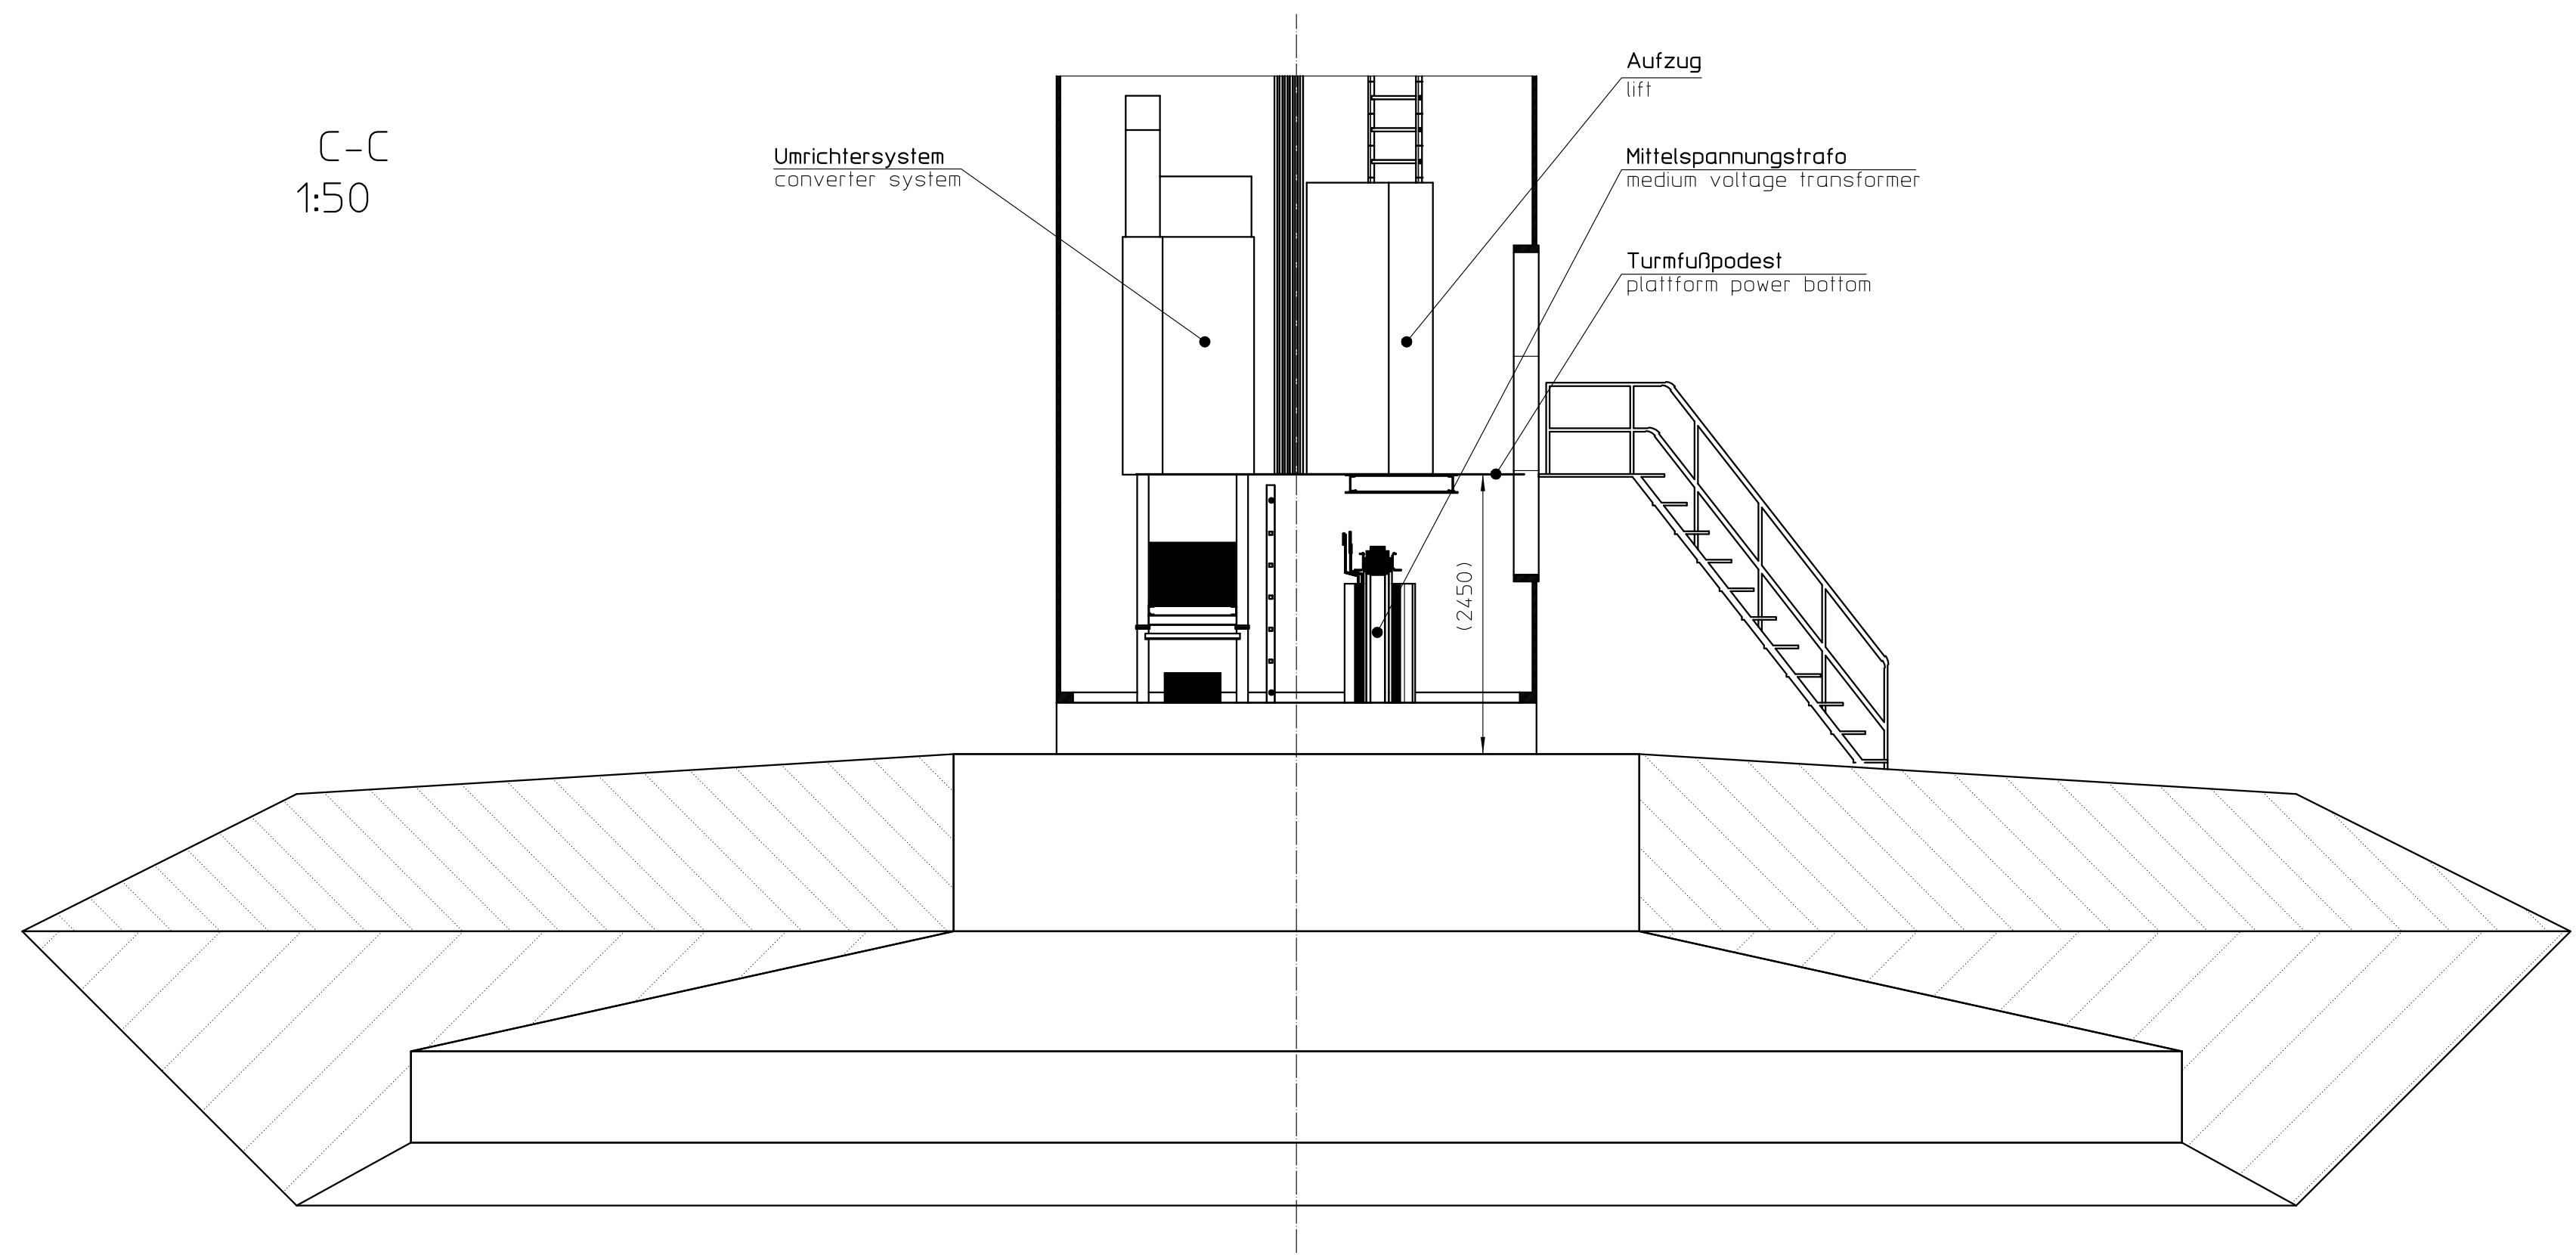 C-C
1:50
Umrichtersystem
converter system
Aufzug
lift
Mittelspannungstrafo
medium voltage transformer
Turmfußpodest
plattform power bottom
(2450)